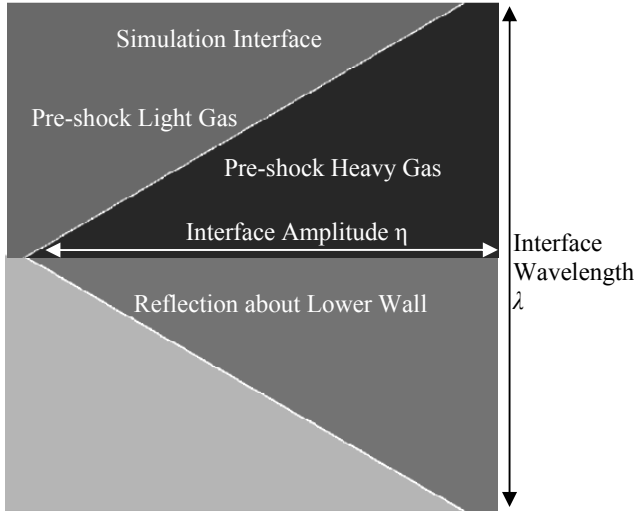 Simulation Interface
Pre-shock Light Gas
Pre-shock Heavy Gas
Interface Amplitude η
Interface
Wavelength
λ
Reflection about Lower Wall